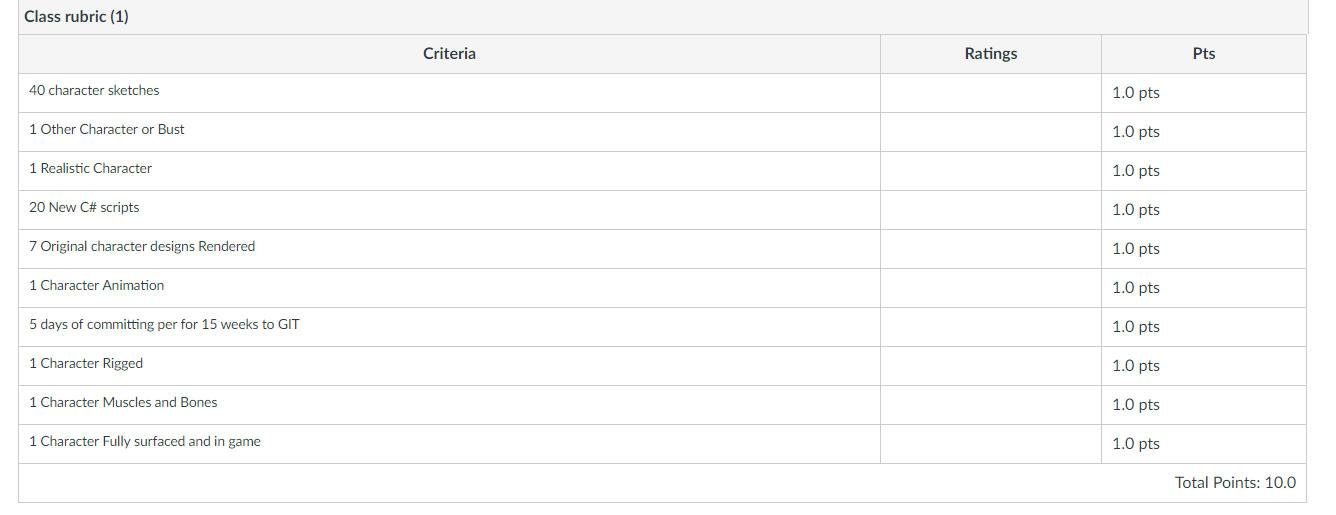 Class rubric (1)
Criteria Ratings Pts
40 character sketches 1.0 pts
1 Other Character or Bust 1.0 pts
1 Realistic Character 1.0 pts
20 New C# scripts 1.0 pts
7 Original character designs Rendered 1.0 pts
1 Character Animation 1.0 pts
5 days of committing per for 15 weeks to GIT 1.0 pts
1 Character Rigged 1.0 pts
1 Character Muscles and Bones 1.0 pts
1 Character Fully surfaced and in game 1.0 pts
Total Points: 10.0